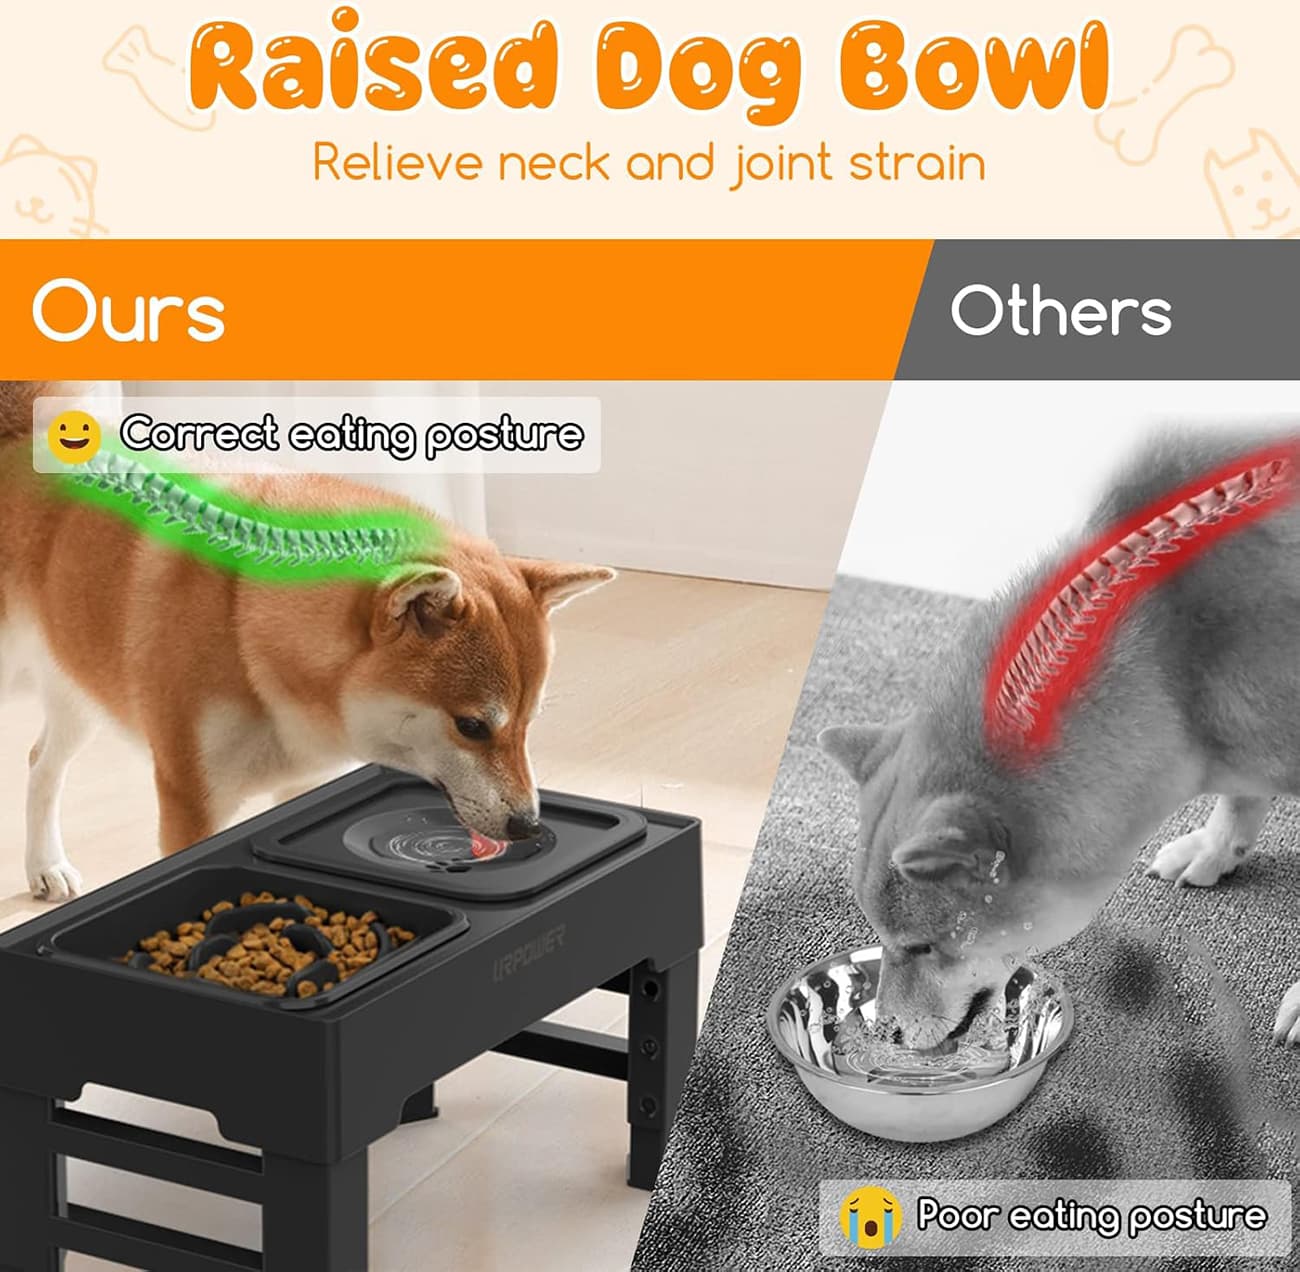 Raised Dog Bowl
Relieve neck and joint strain
Ours
Others
Correct eating posture
URPOWER
Poor eating posture